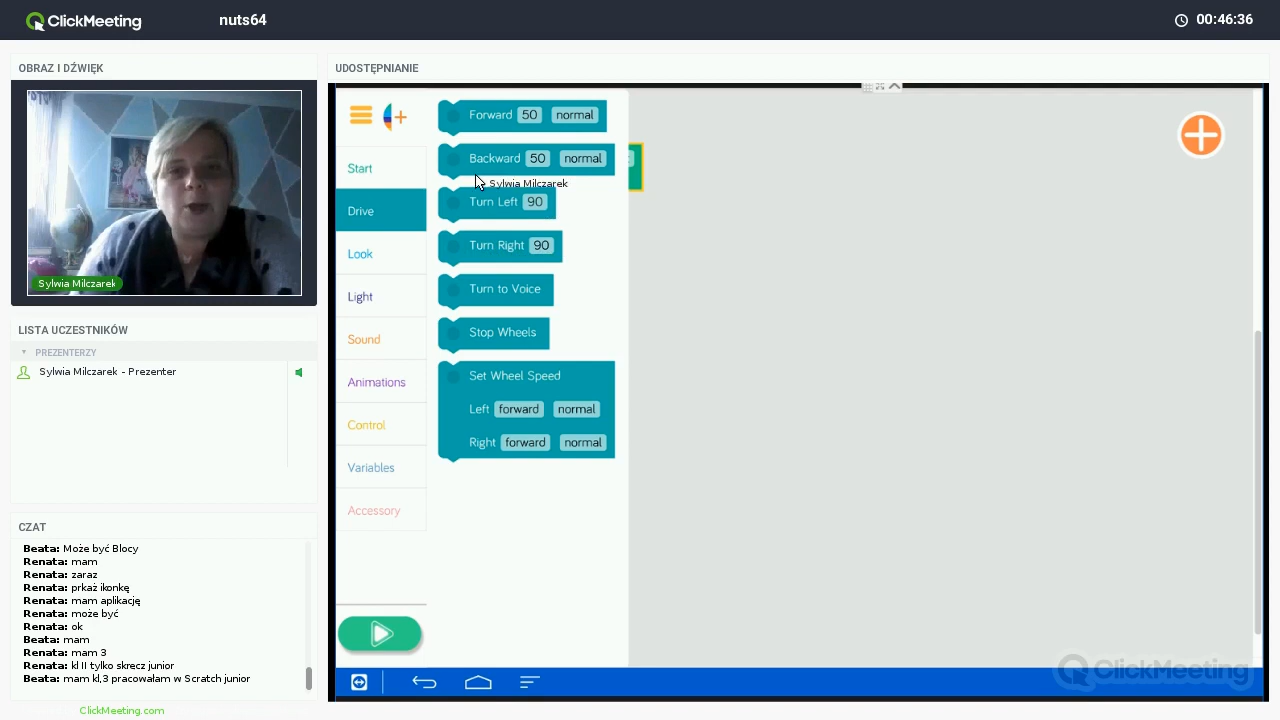 ClickMeeting
nuts64
00:46:36
OBRAZ I DŹWIĘK
Sylwia Milczarek
LISTA UCZESTNIKÓW
PREZENTERZY
Sylwia Milczarek - Prezenter
CZAT
Beata: Może być Blocy
Renata: mam
Renata: zaraz
Renata: prkaż ikonkę
Renata: mam aplikację
Renata: może być
Renata: ok
Beata: mam
Renata: mam 3
Renata: kl II tylko skrecz junior
Beata: mam kl,3 pracowałam w Scratch junior
ClickMeeting.com
UDOSTĘPNIANIE
Start
Drive
Look
Light
Sound
Animations
Control
Variables
Accessory
Forward 50 normal
Backward 50 normal
Sylwia Milczarek
Turn Left 90
Turn Right 90
Turn to Voice
Stop Wheels
Set Wheel Speed
Left forward normal
Right forward normal
ClickMeeting